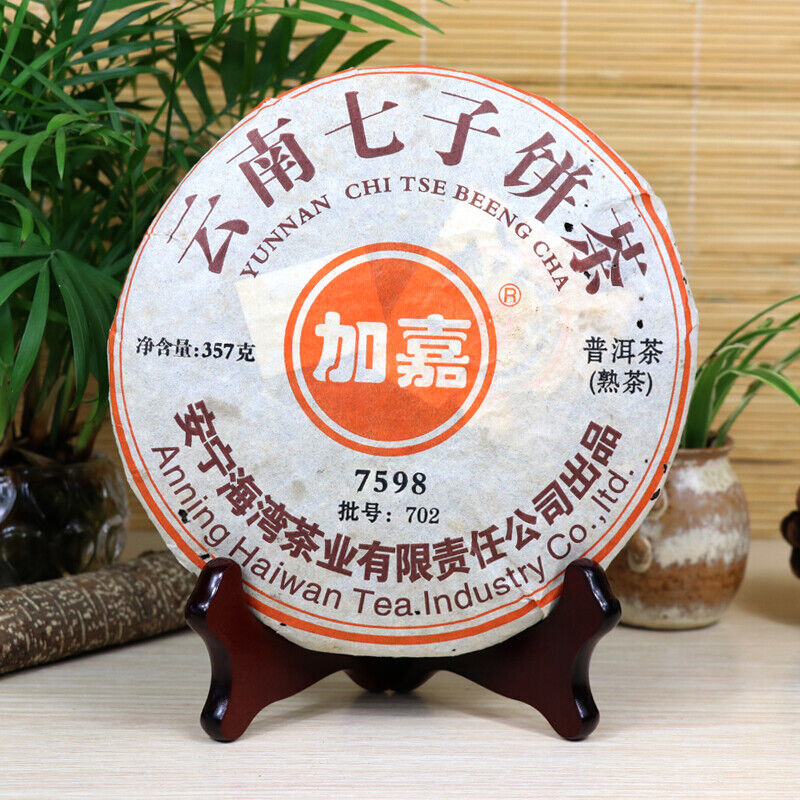 云南七子饼茶
YUNNAN CHI TSE BEENG CHA
®
加嘉
净含量:357克
普洱茶
(熟茶)
7598
批号: 702
安宁海湾茶业有限责任公司出品
Anning Haiwan Tea Industry Co.,ltd.